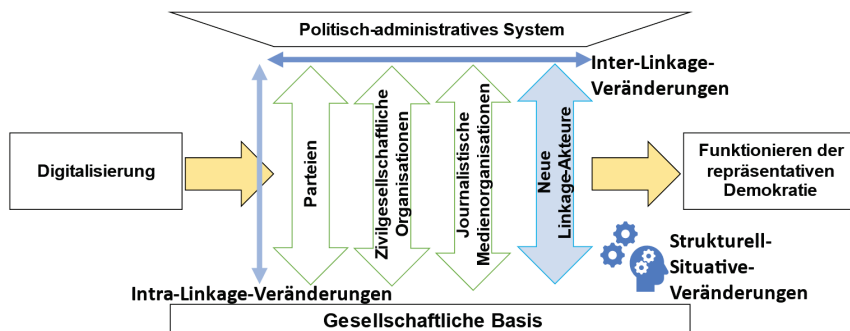 Politisch-administratives System
Inter-Linkage-
Veränderungen
Digitalisierung
Parteien
Zivilgesellschaftliche
Organisationen
Journalistische
Medienorganisationen
Neue
Linkage-Akteure
Funktionieren der
repräsentativen
Demokratie
Strukturell-
Situative-
Veränderungen
Intra-Linkage-Veränderungen
Gesellschaftliche Basis